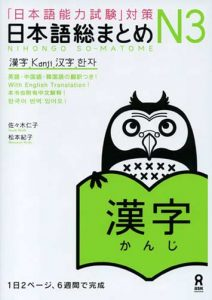 「日本語能力試験」対策
日本語総まとめ N3
NIHONGO SO-MATOME
漢字 Kanji 汉字 한자
英語・中国語・韓国語の翻訳つき!
With English Translation!
本书包附有中文解释!
한국어 번역 있어요!
佐々木仁子
松本紀子
漢字
かんじ
1日2ページ、6週間で完成
ask